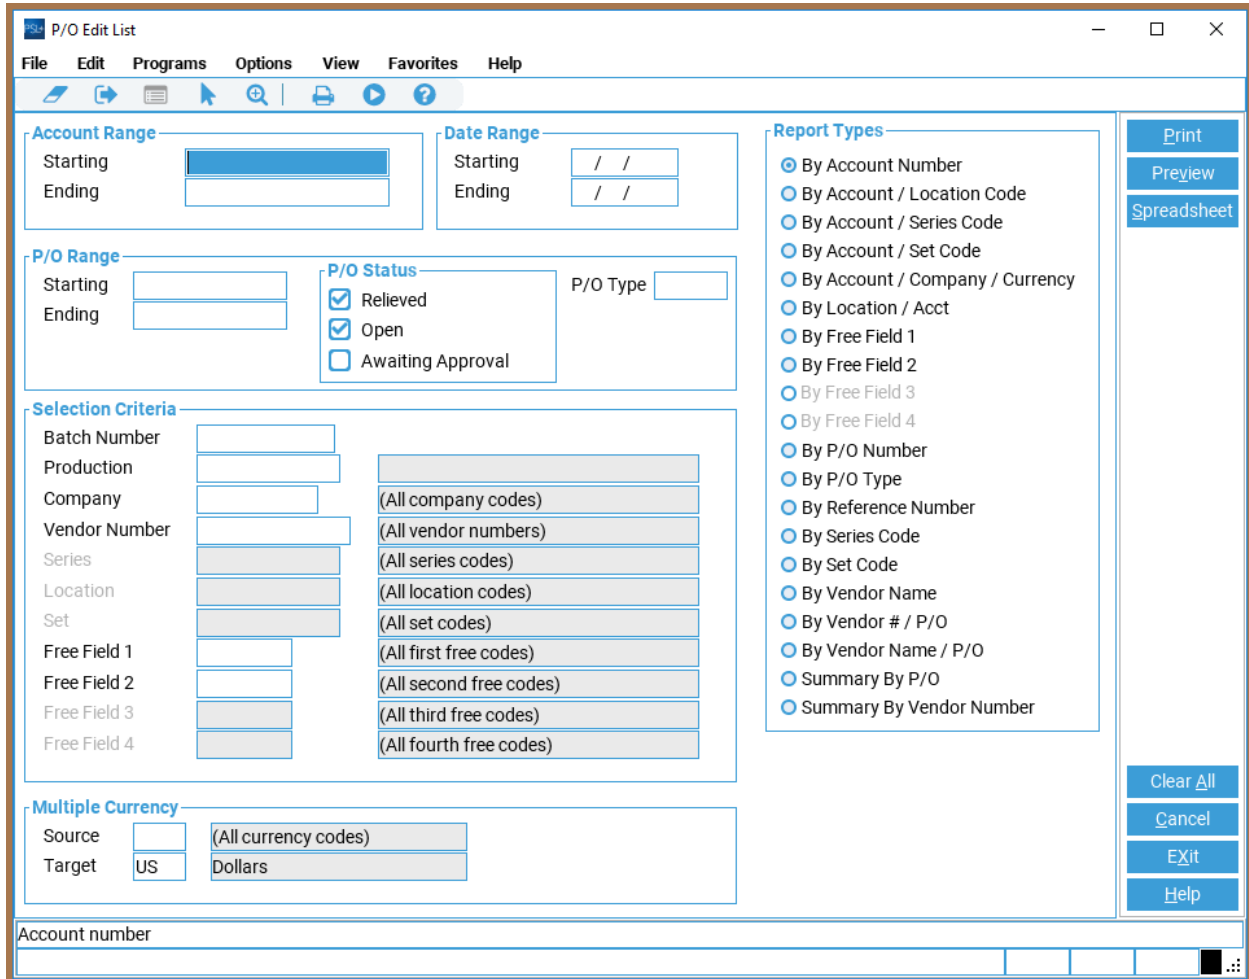 PSL+ P/O Edit List
File Edit Programs Options View Favorites Help
Account Range
Starting
Ending
Date Range
Starting / /
Ending / /
P/O Range
Starting
Ending
P/O Status
Relieved
Open
Awaiting Approval
P/O Type
Selection Criteria
Batch Number
Production
Company (All company codes)
Vendor Number (All vendor numbers)
Series (All series codes)
Location (All location codes)
Set (All set codes)
Free Field 1 (All first free codes)
Free Field 2 (All second free codes)
Free Field 3 (All third free codes)
Free Field 4 (All fourth free codes)
Multiple Currency
Source (All currency codes)
Target US Dollars
Report Types
By Account Number
By Account / Location Code
By Account / Series Code
By Account / Set Code
By Account / Company / Currency
By Location / Acct
By Free Field 1
By Free Field 2
By Free Field 3
By Free Field 4
By P/O Number
By P/O Type
By Reference Number
By Series Code
By Set Code
By Vendor Name
By Vendor # / P/O
By Vendor Name / P/O
Summary By P/O
Summary By Vendor Number
Print
Preview
Spreadsheet
Clear All
Cancel
EXit
Help
Account number